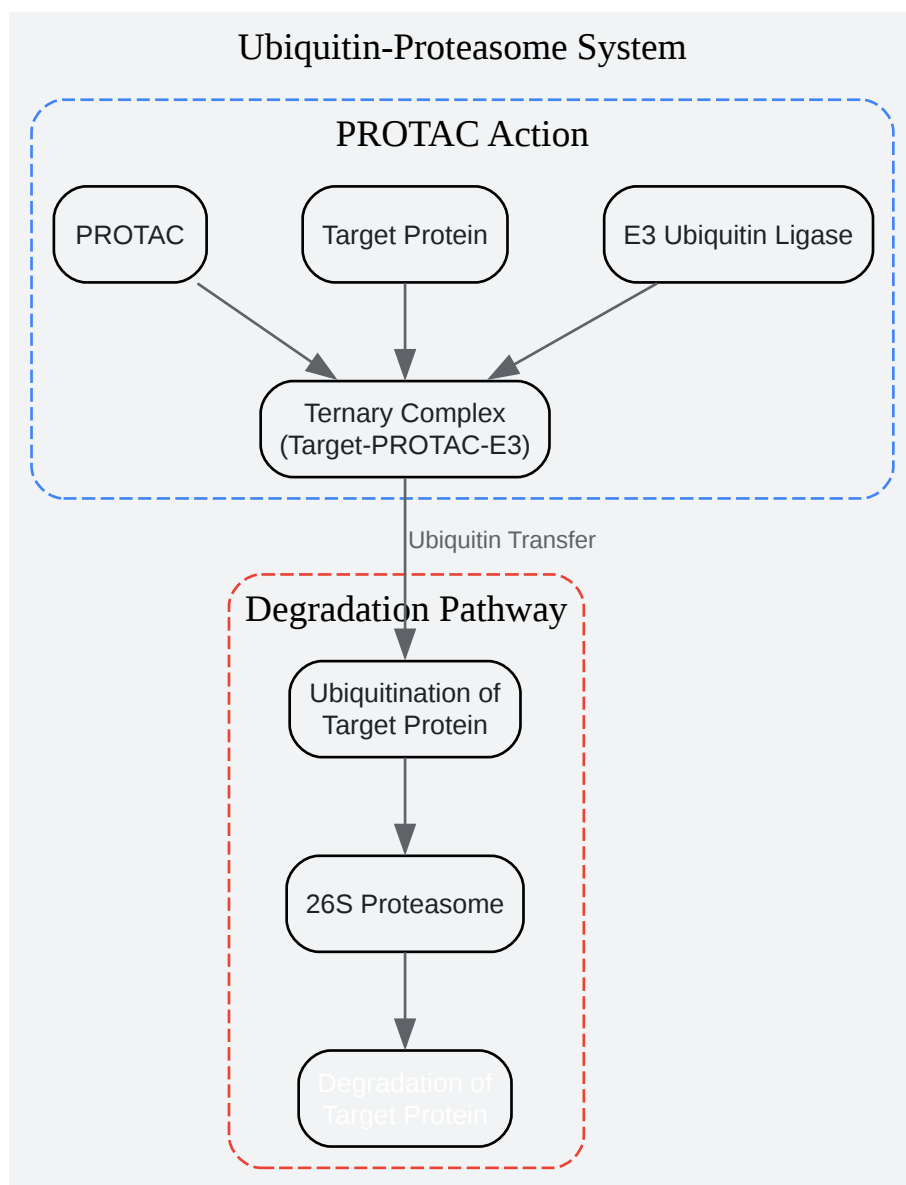 Ubiquitin-Proteasome System
PROTAC Action
PROTAC
Target Protein
E3 Ubiquitin Ligase
Ternary Complex
(Target-PROTAC-E3)
Ubiquitin Transfer
Degradation Pathway
Ubiquitination of
Target Protein
26S Proteasome
Degradation of
Target Protein